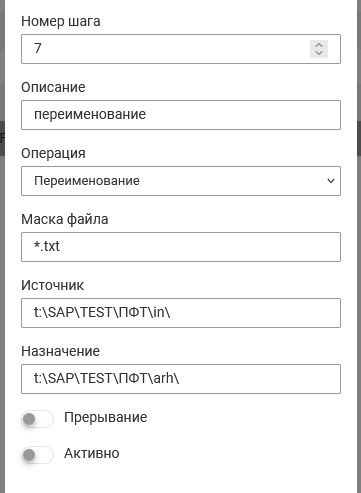 Номер шага
7
Описание
переименование
Операция
Переименование
Маска файла
*.txt
Источник
t:\SAP\TEST\ПФТ\in\
Назначение
t:\SAP\TEST\ПФТ\arh\
Прерывание
Активно